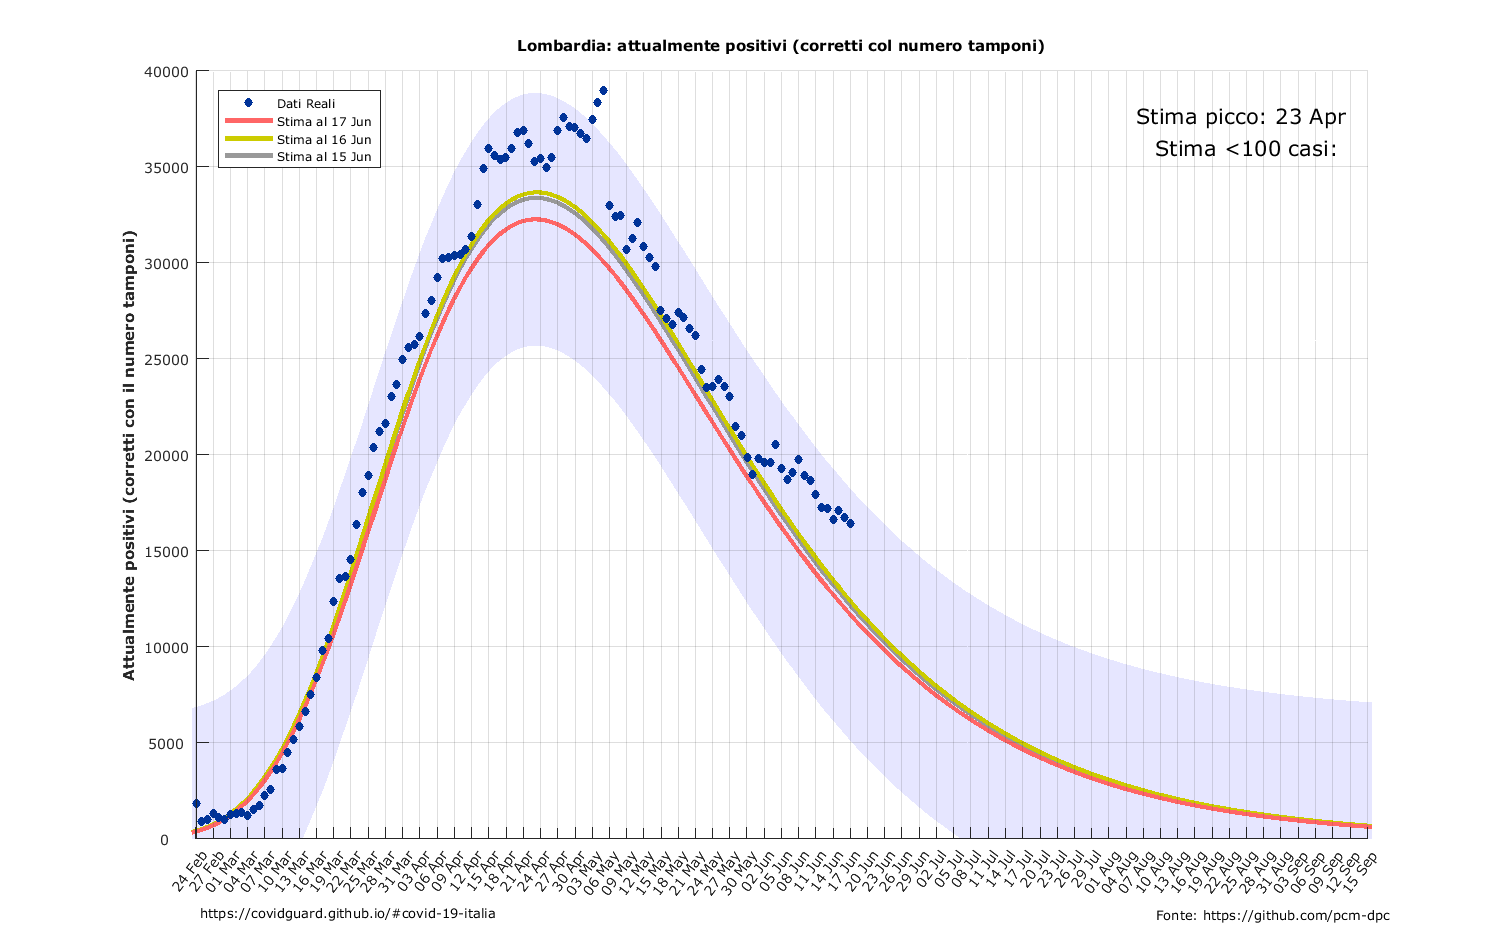 Lombardia: attualmente positivi (corretti col numero tamponi)
Attualmente positivi (corretti con il numero tamponi)
40000
35000
30000
25000
20000
15000
10000
5000
0
Dati Reali
Stima al 17 Jun
Stima al 16 Jun
Stima al 15 Jun
Stima picco: 23 Apr
Stima <100 casi:
24 Feb
27 Feb
01 Mar
04 Mar
07 Mar
10 Mar
13 Mar
16 Mar
19 Mar
22 Mar
25 Mar
28 Mar
31 Mar
03 Apr
06 Apr
09 Apr
12 Apr
15 Apr
18 Apr
21 Apr
24 Apr
27 Apr
30 Apr
03 May
06 May
09 May
12 May
15 May
18 May
21 May
24 May
27 May
30 May
02 Jun
05 Jun
08 Jun
11 Jun
14 Jun
17 Jun
20 Jun
23 Jun
26 Jun
29 Jun
02 Jul
05 Jul
08 Jul
11 Jul
14 Jul
17 Jul
20 Jul
23 Jul
26 Jul
29 Jul
01 Aug
04 Aug
07 Aug
10 Aug
13 Aug
16 Aug
19 Aug
22 Aug
25 Aug
28 Aug
31 Aug
03 Sep
06 Sep
09 Sep
12 Sep
15 Sep
https://covidguard.github.io/#covid-19-italia
Fonte: https://github.com/pcm-dpc